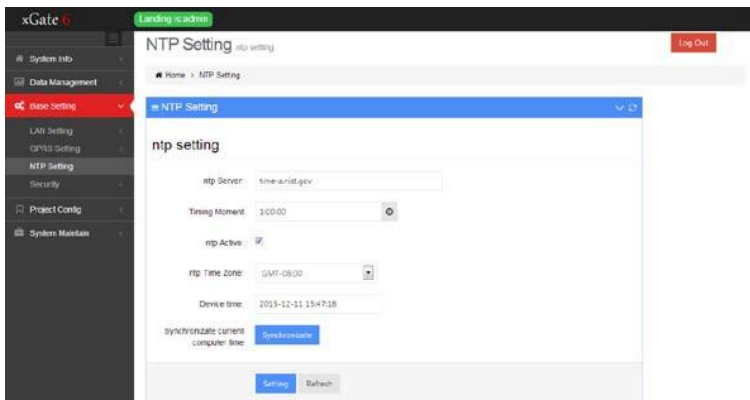 xGate 6
Landing is admin
NTP Setting ntp setting
Log Out
Home > NTP Setting
System Info
Data Management
Base Setting
LAN Setting
GPRS Setting
NTP Setting
Security
Project Config
System Maintain
NTP Setting
ntp setting
ntp Server:
time-a.nist.gov
Timing Moment
1:00:00
ntp Active:
ntp Time Zone:
GMT-08:00
Device time:
2015-12-11 15:47:18
Synchronizate current
computer time
Synchronizate
Setting
Refresh